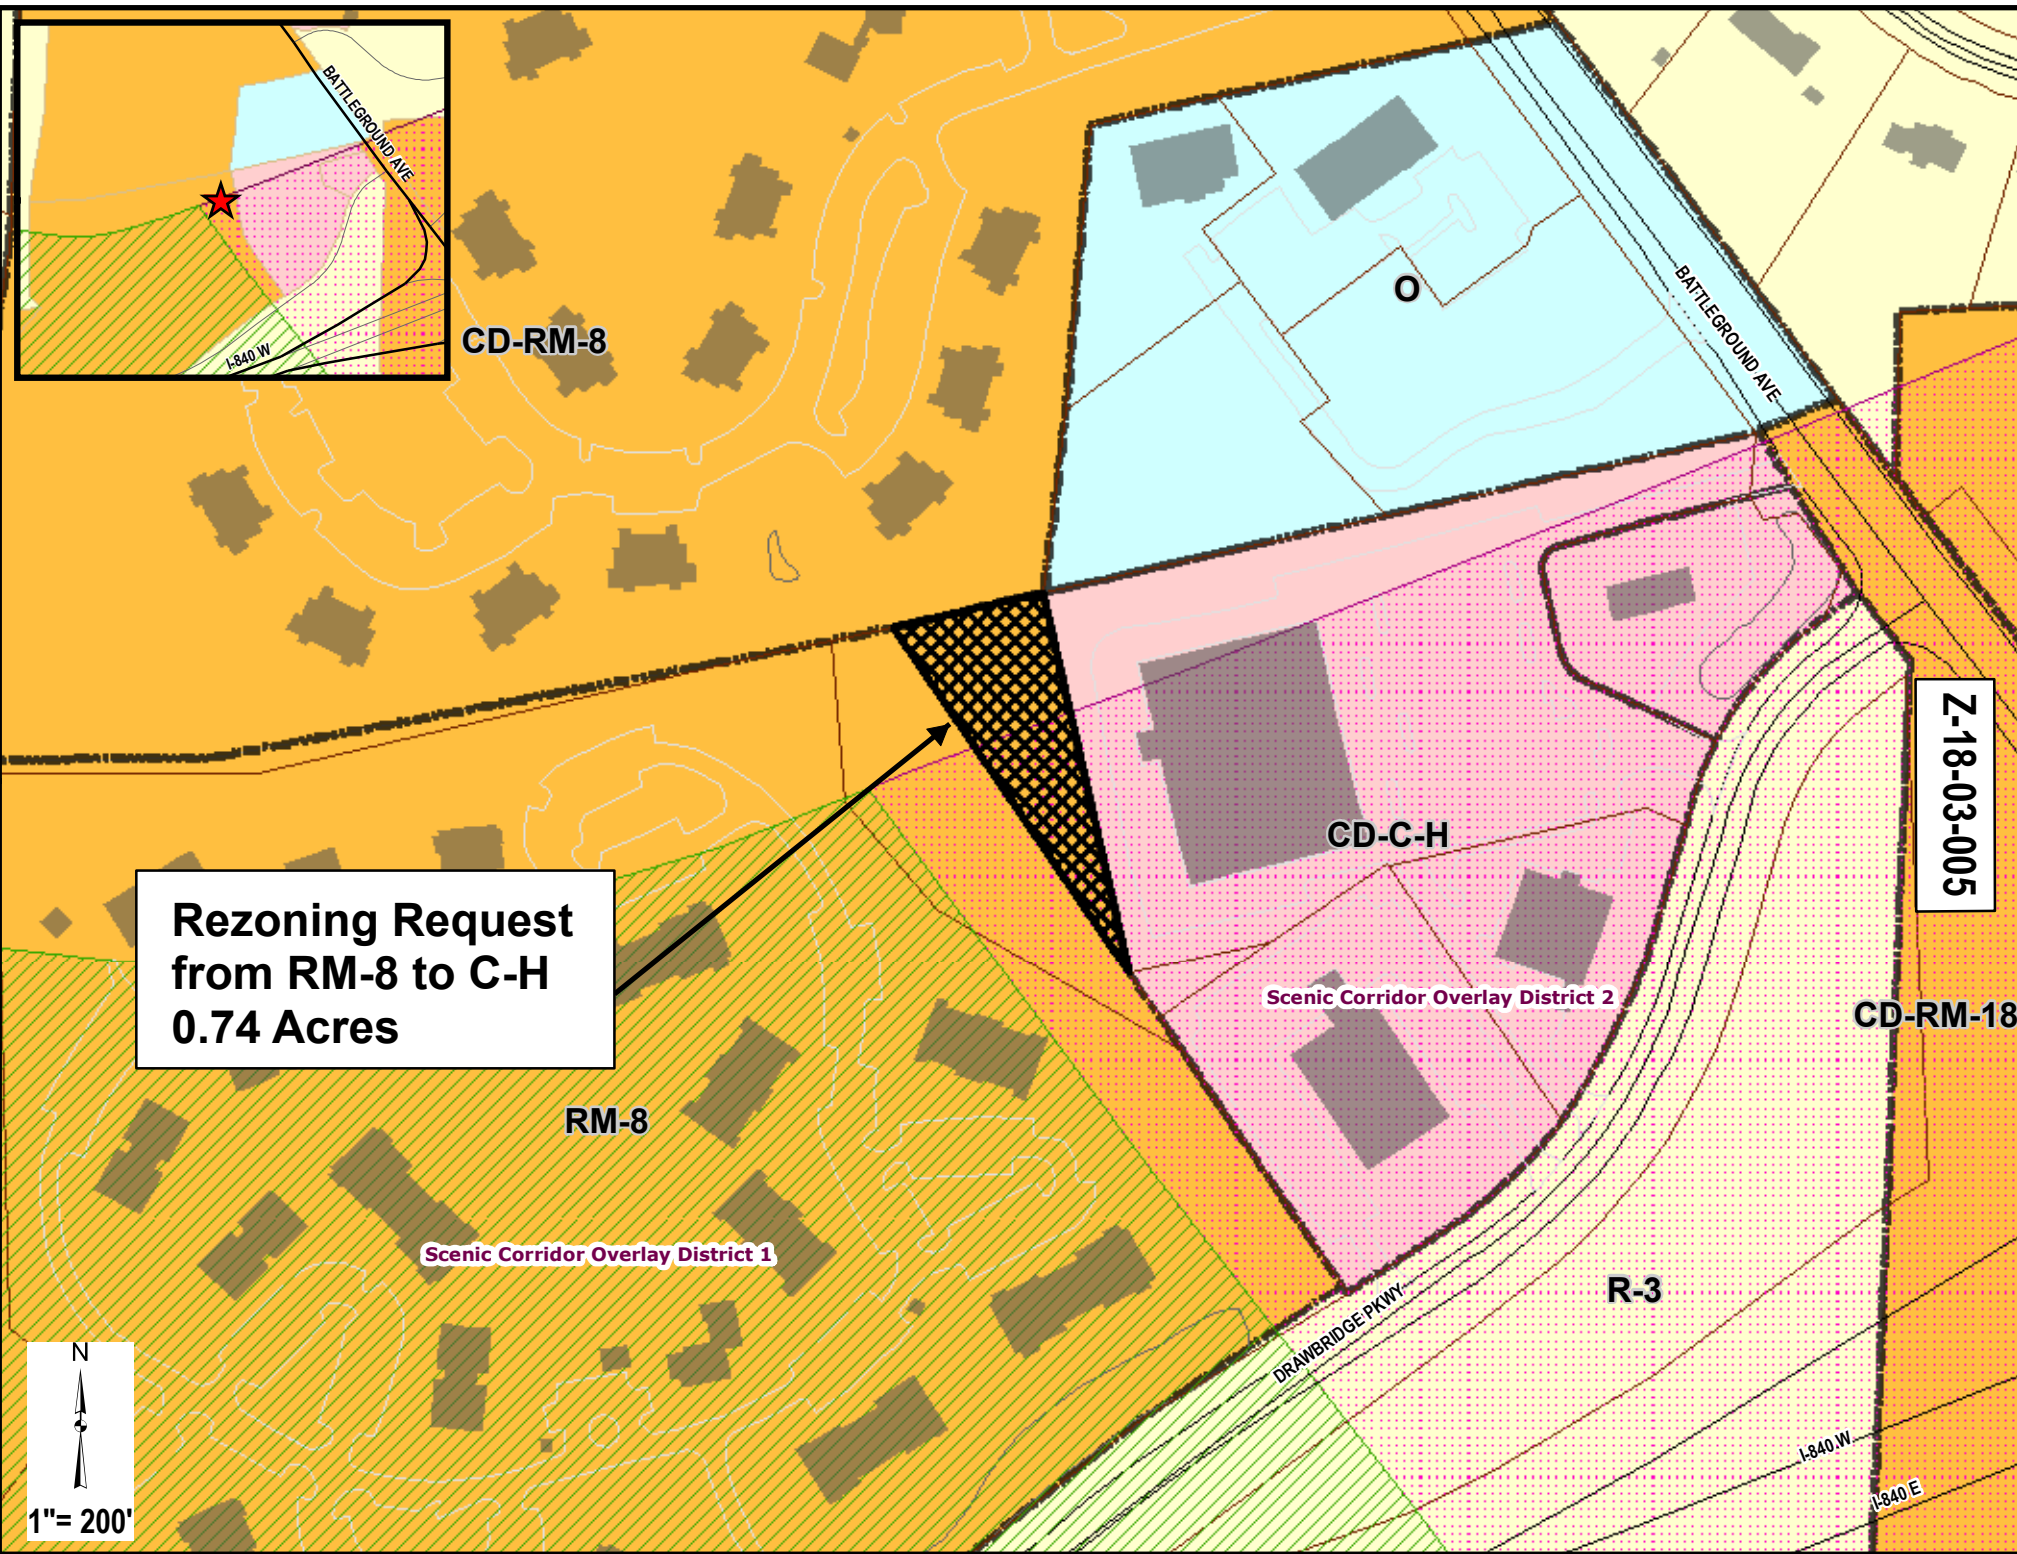 BATTLEGROUND AVE
I-840 W
CD-RM-8
O
BATTLEGROUND AVE
Z-18-03-005
CD-C-H
Rezoning Request
from RM-8 to C-H
0.74 Acres
Scenic Corridor Overlay District 2
CD-RM-18
RM-8
Scenic Corridor Overlay District 1
R-3
DRAWBRIDGE PKWY
N
1"= 200'
I-840 W
I-840 E